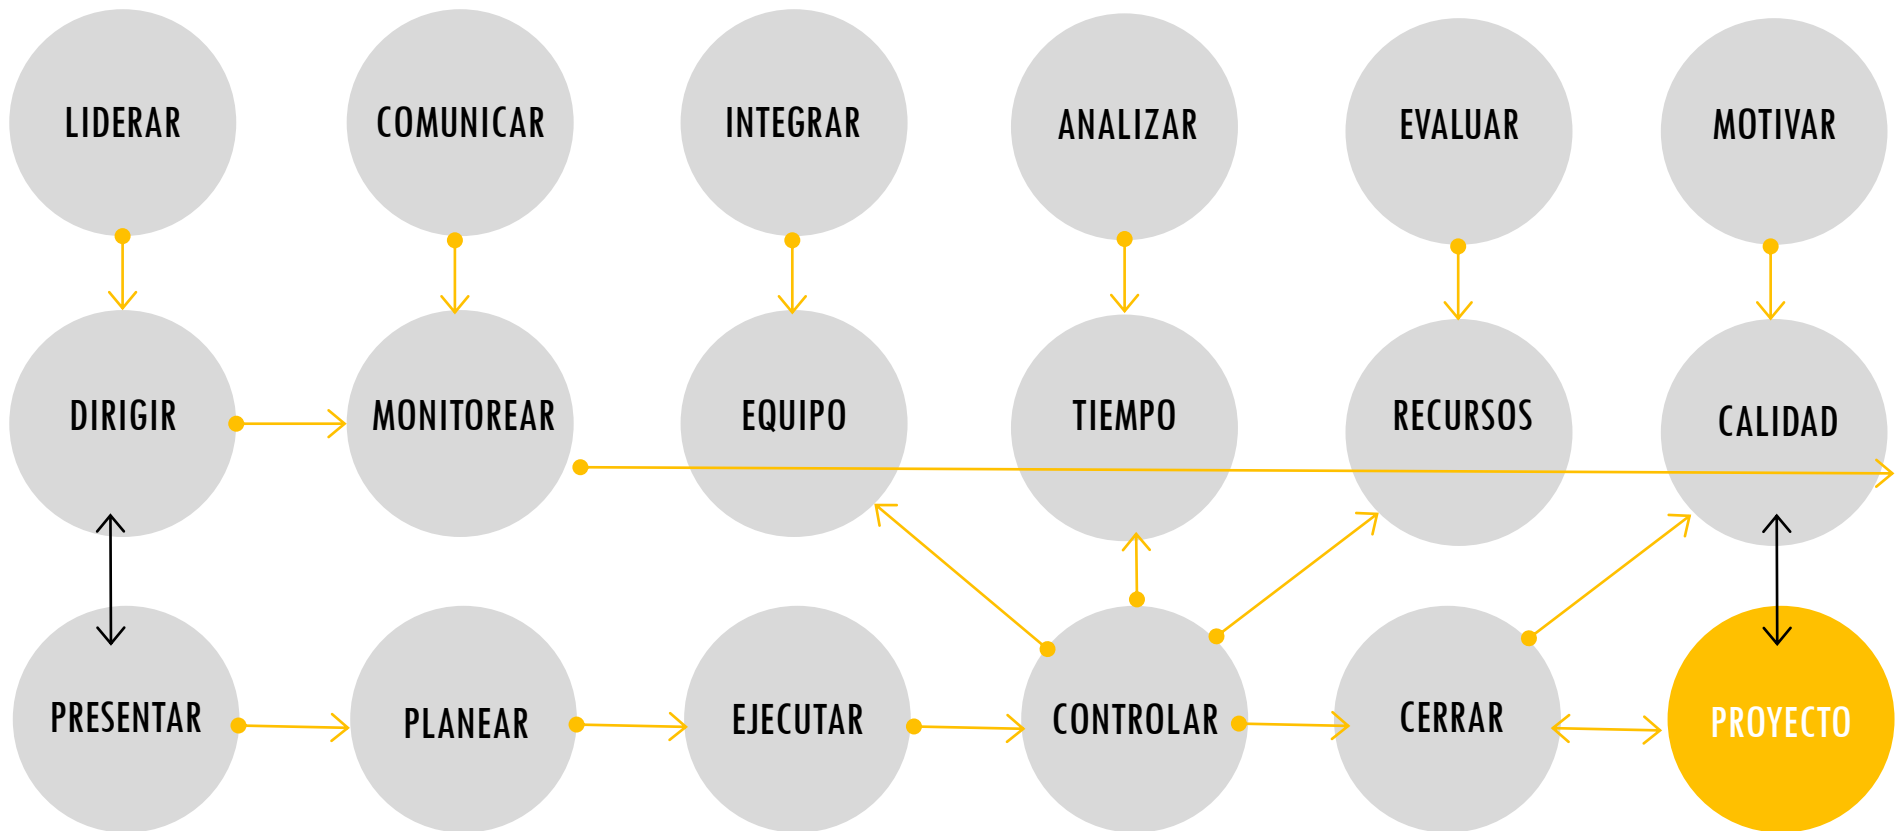 LIDERAR
COMUNICAR
INTEGRAR
ANALIZAR
EVALUAR
MOTIVAR
DIRIGIR
MONITOREAR
EQUIPO
TIEMPO
RECURSOS
CALIDAD
PRESENTAR
PLANEAR
EJECUTAR
CONTROLAR
CERRAR
PROYECTO